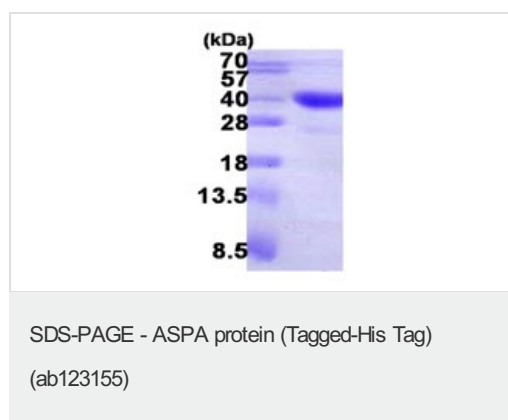 (kDa)
70
57
40
28
18
13.5
8.5
SDS-PAGE - ASPA protein (Tagged-His Tag)
(ab123155)